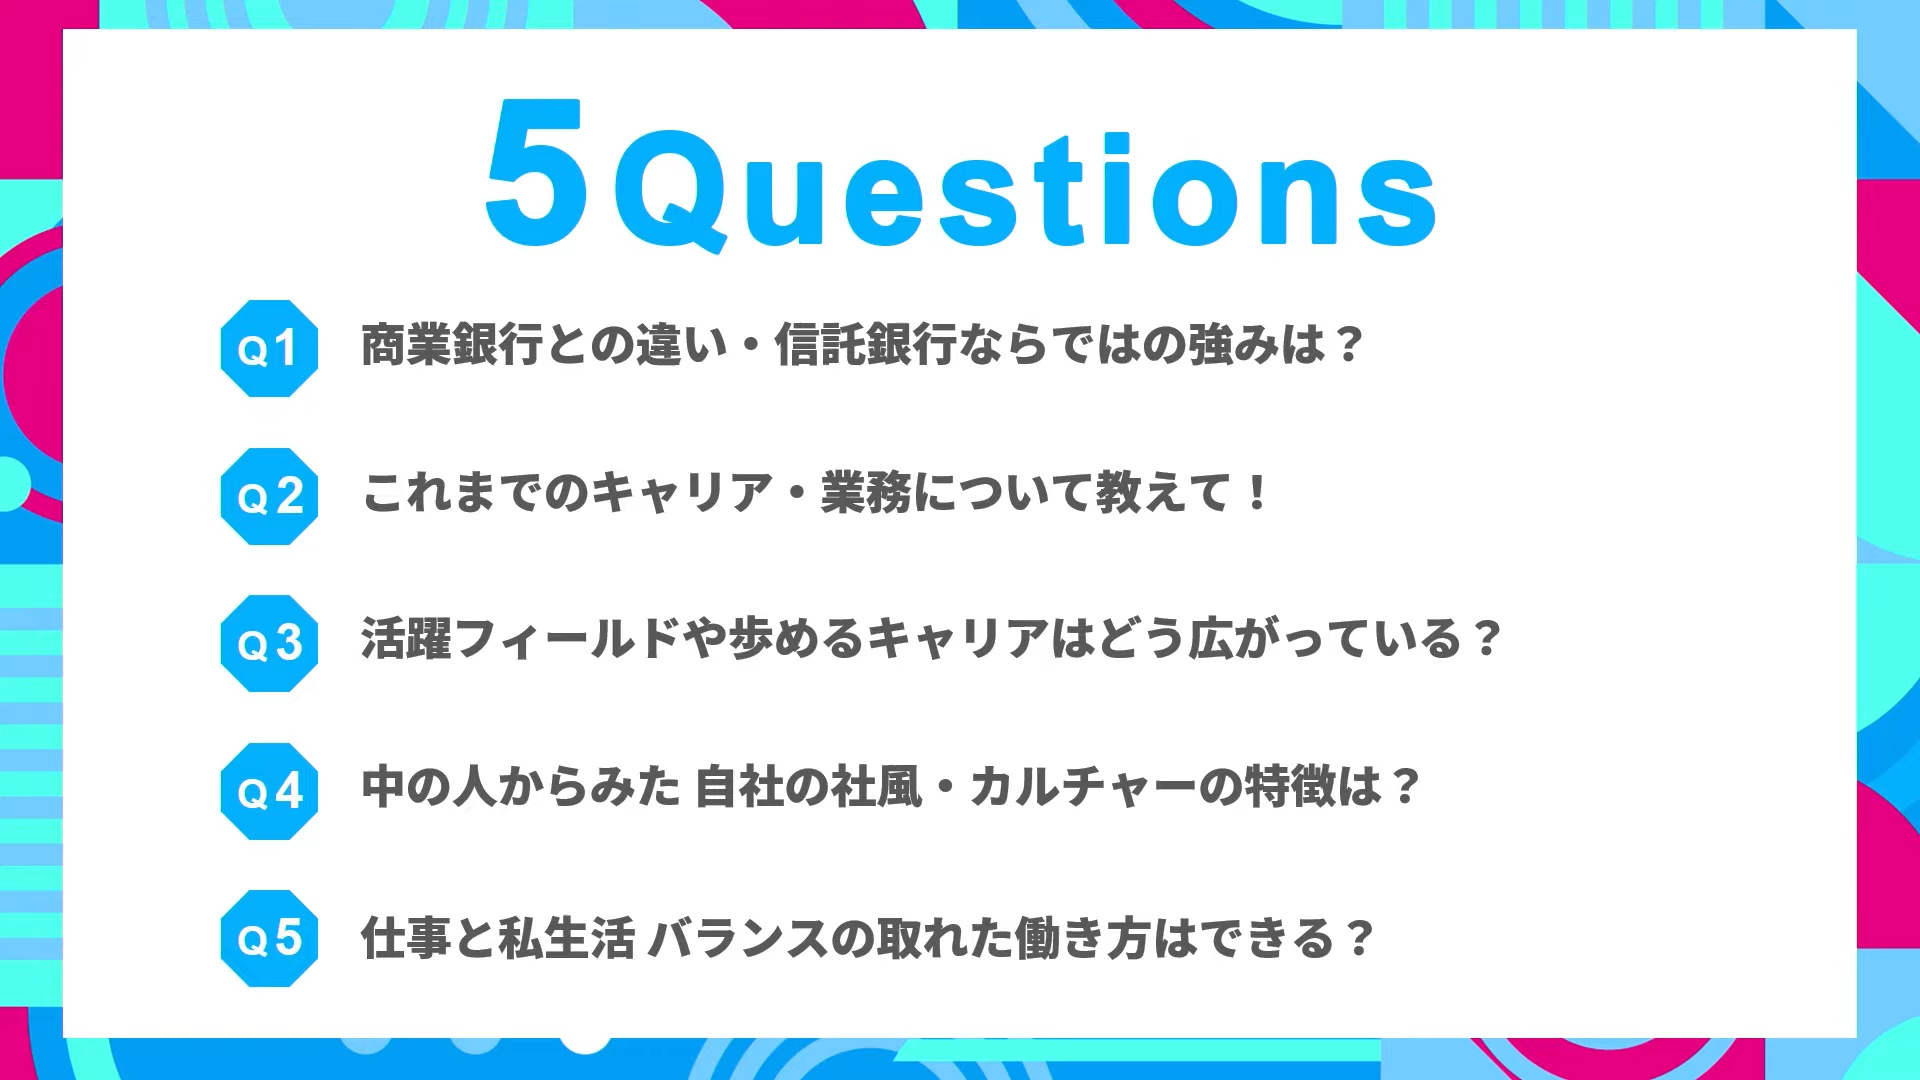 5Questions
Q1 商業銀行との違い・信託銀行ならではの強みは？
Q2 これまでのキャリア・業務について教えて！
Q3 活躍フィールドや歩めるキャリアはどう広がっている？
Q4 中の人からみた 自社の社風・カルチャーの特徴は？
Q5 仕事と私生活 バランスの取れた働き方はできる？